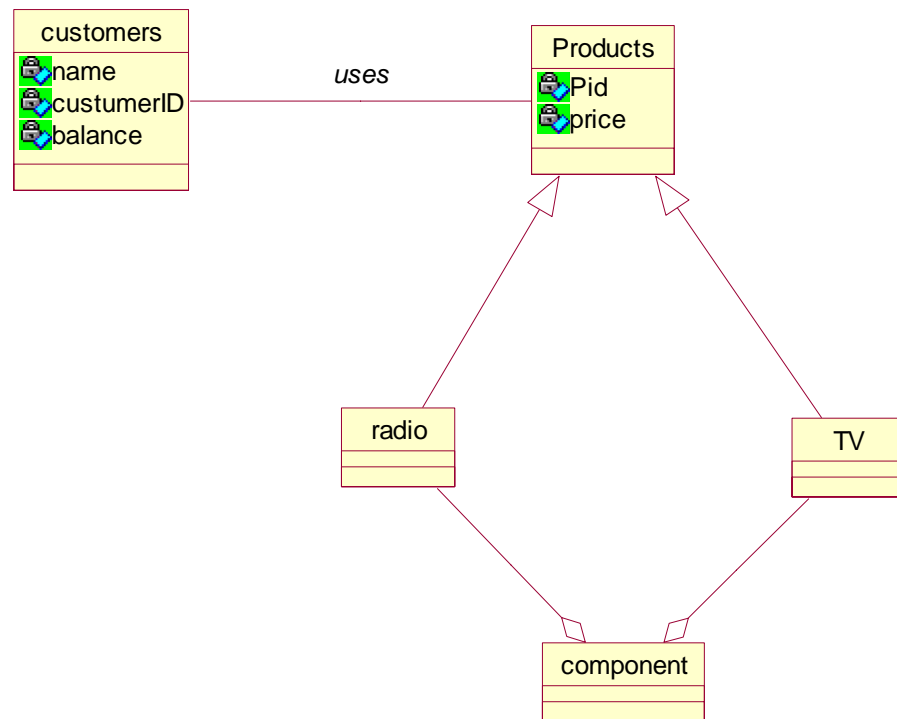 customers
name
custumerID
balance
uses
Products
Pid
price
radio
TV
component